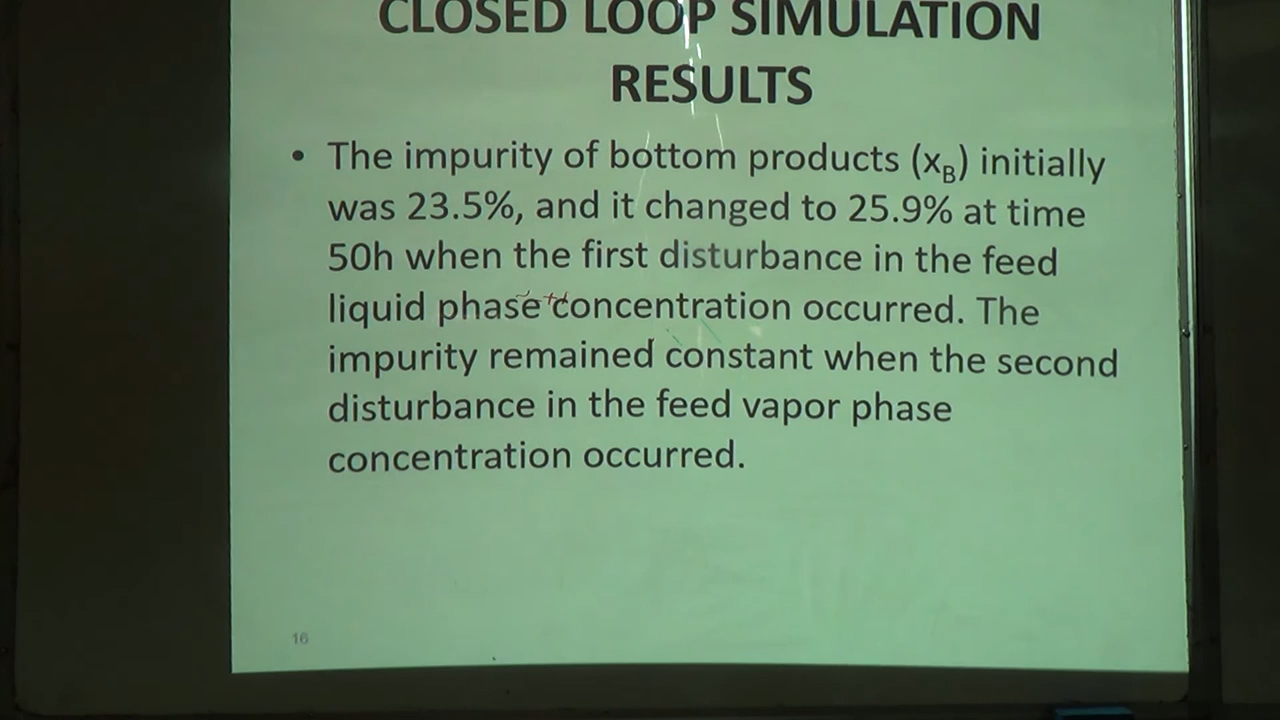 CLOSED LOOP SIMULATION
RESULTS
• The impurity of bottom products (x_B) initially
was 23.5%, and it changed to 25.9% at time
50h when the first disturbance in the feed
liquid phase concentration occurred. The
impurity remained constant when the second
disturbance in the feed vapor phase
concentration occurred.
16